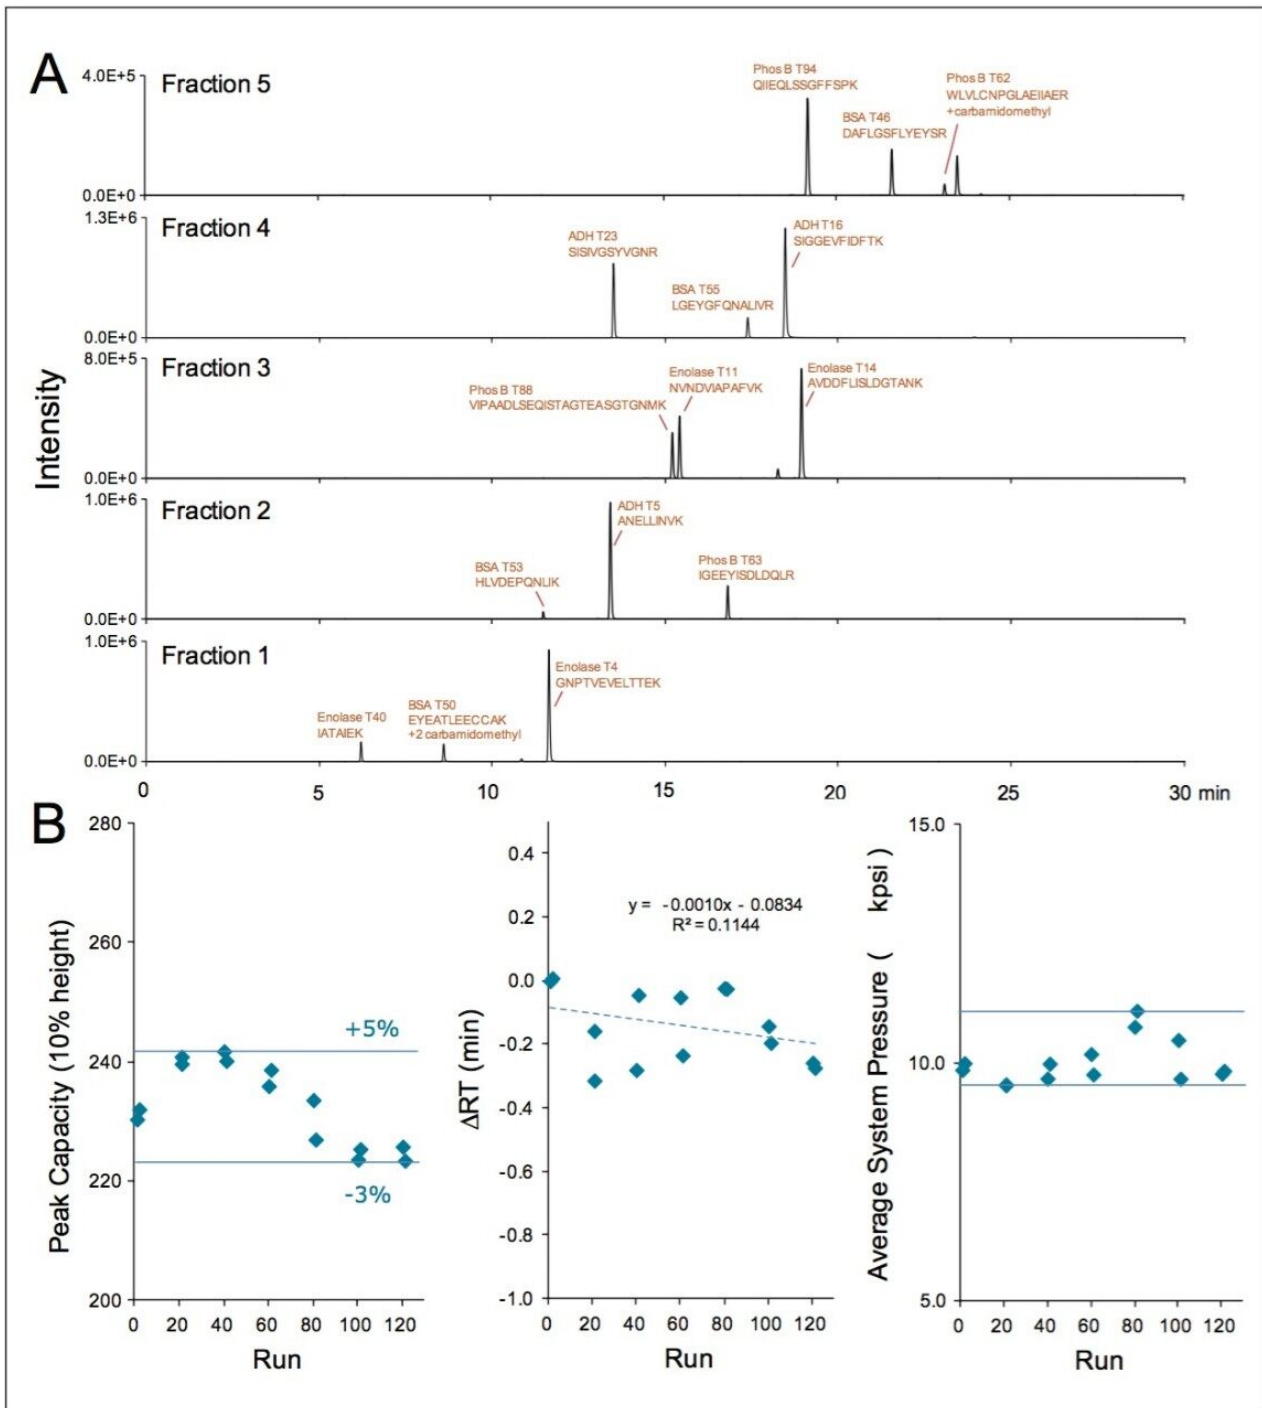 A
Intensity
4.0E+5
Fraction 5
0.0E+0
Phos B T94
QIIEQLSSGFFSPK
BSA T46
DAFLGSFLYEYSR
Phos B T62
WLVLCNPGLAEIIAER
+carbamidomethyl
1.3E+6
Fraction 4
0.0E+0
ADH T23
SISIVGSYVGNR
BSA T55
LGEYGFQNALIVR
ADH T16
SIGGEVFIDFTK
8.0E+5
Fraction 3
0.0E+0
Phos B T88
VIPAADLSEQISTAGTEASGTGNMK
Enolase T11
NVNDVIAPAFVK
Enolase T14
AVDDFLISLDGTANK
1.0E+6
Fraction 2
0.0E+0
BSA T53
HLVDEPQNLIK
ADH T5
ANELLINVK
Phos B T63
IGEEYISDLDQLR
1.0E+6
Fraction 1
0.0E+0
Enolase T40
IATAIEK
BSA T50
EYEATLEECCAK
+2 carbamidomethyl
Enolase T4
GNPTVEVELTTEK
0 5 10 15 20 25 30 min
B
Peak Capacity (10% height)
280
260
240
220
200
+5%
-3%
0 20 40 60 80 100 120
Run
ΔRT (min)
0.4
0.2
0.0
-0.2
-0.4
-0.6
-0.8
-1.0
y = -0.0010x - 0.0834
R² = 0.1144
0 20 40 60 80 100 120
Run
Average System Pressure ( kpsi )
15.0
10.0
5.0
0 20 40 60 80 100 120
Run